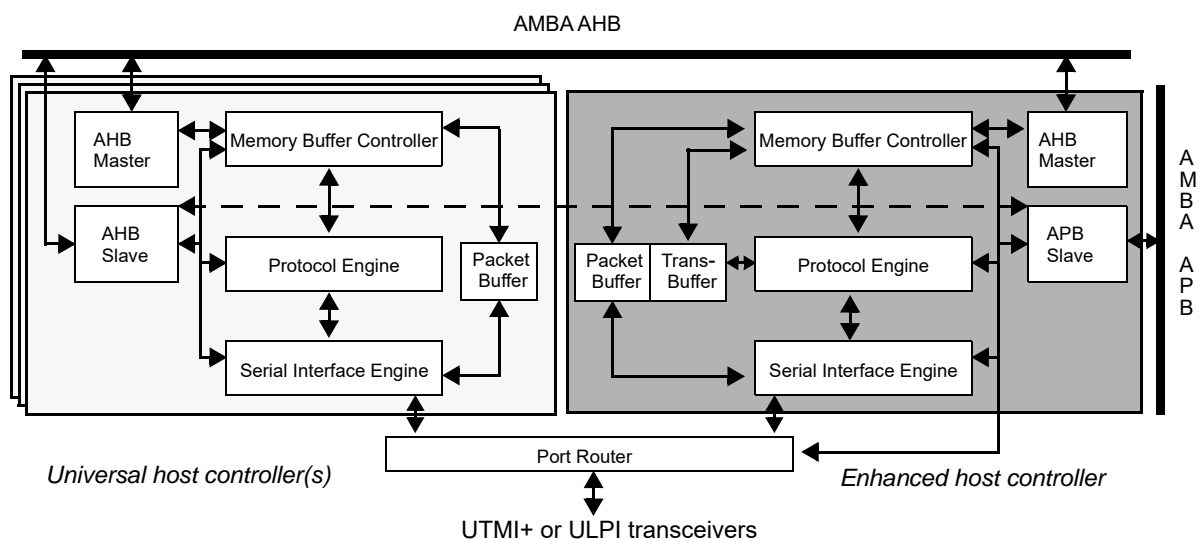 AMBA AHB
AHB
Master
Memory Buffer Controller
AHB
Slave
Protocol Engine
Packet
Buffer
Serial Interface Engine
Memory Buffer Controller
AHB
Master
Packet
Buffer
Trans-
Buffer
Protocol Engine
APB
Slave
Serial Interface Engine
AMBA APB
Port Router
Universal host controller(s)
Enhanced host controller
UTMI+ or ULPI transceivers